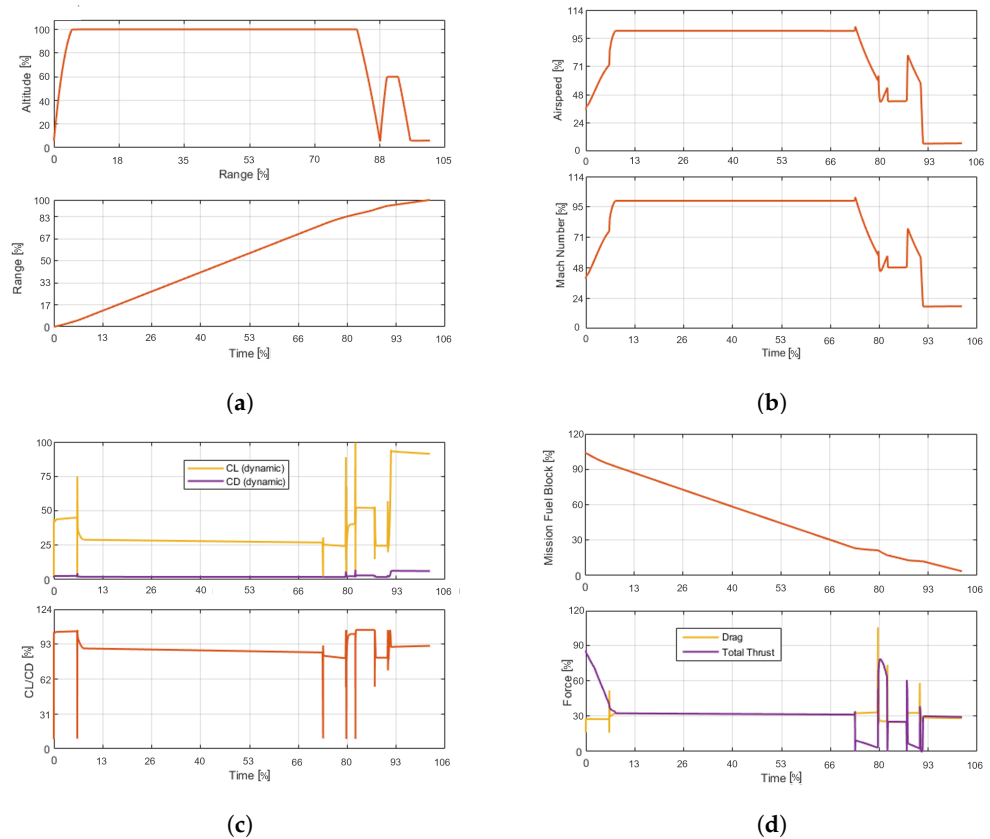 100
80
60
40
20
0
Altitude [%]
0 18 35 53 70 88 105
Range [%]
100
83
67
50
33
17
0
Range [%]
0 13 26 40 53 66 80 93 106
Time [%]
(a)
114
95
71
48
24
0
Airspeed [%]
0 13 26 40 53 66 80 93 106
114
95
71
48
24
0
Mach Number [%]
0 13 26 40 53 66 80 93 106
Time [%]
(b)
100
75
50
25
0
CL (dynamic)
CD (dynamic)
0 13 26 40 53 66 80 93 106
124
93
62
31
0
CL/CD
0 13 26 40 53 66 80 93 106
Time [%]
(c)
120
90
60
30
0
Mission Fuel Block [%]
0 13 26 40 53 66 80 93 106
120
90
60
30
0
Force [%]
Drag
Total Thrust
0 13 26 40 53 66 80 93 106
Time [%]
(d)